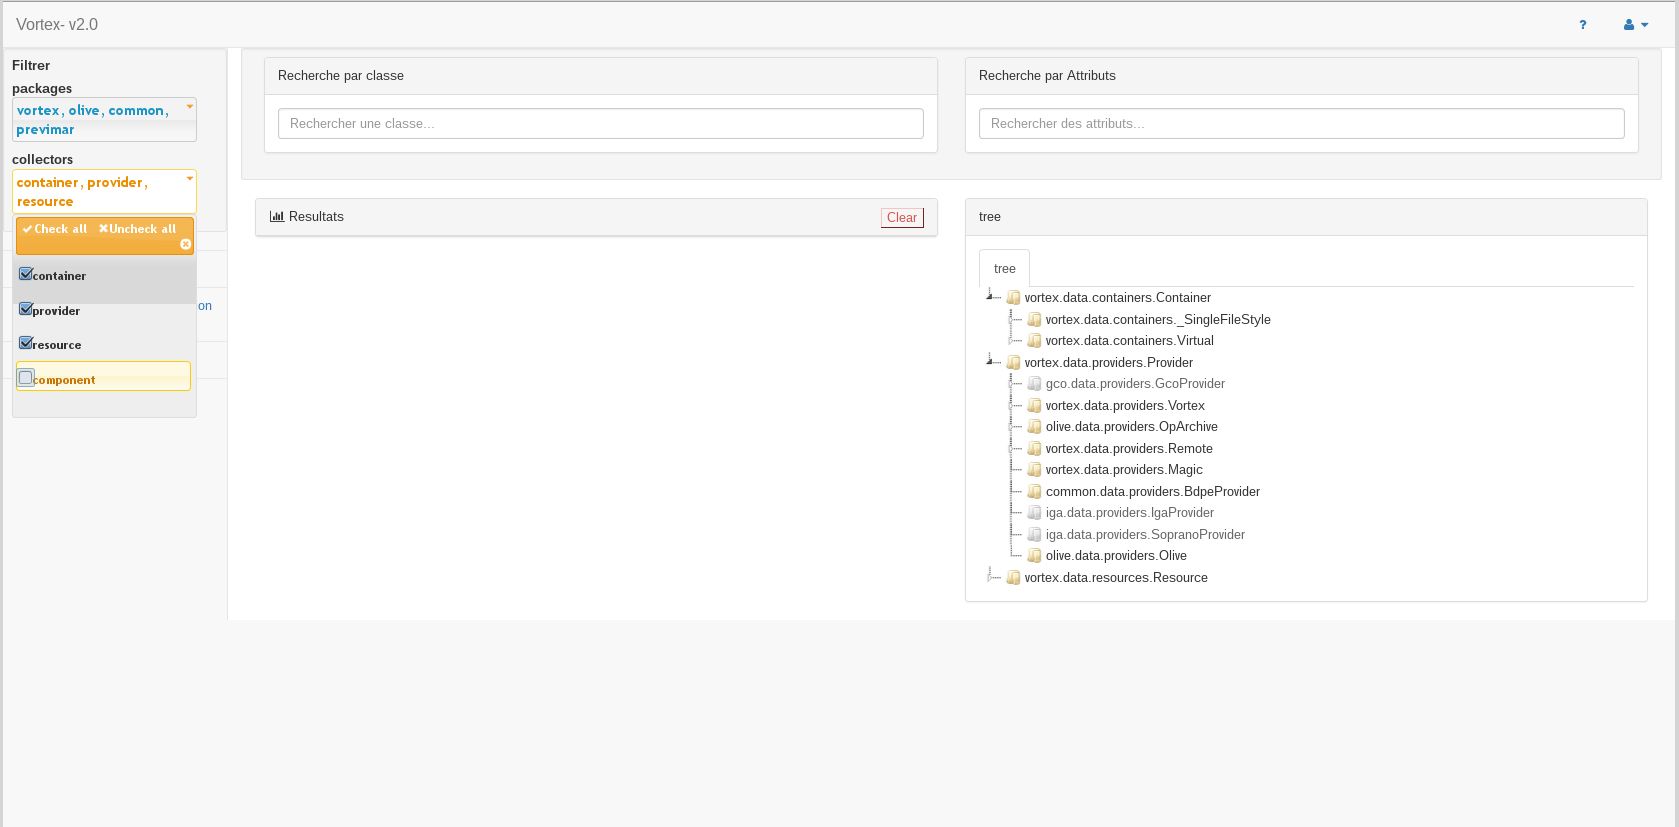 Vortex- v2.0
?
Filtrer
packages
vortex, olive, common,
previmar
collectors
container, provider,
resource
Check all Uncheck all
container
provider
resource
component
on
Recherche par classe
Rechercher une classe...
Recherche par Attributs
Rechercher des attributs...
Resultats
Clear
tree
tree
vortex.data.containers.Container
vortex.data.containers._SingleFileStyle
vortex.data.containers.Virtual
vortex.data.providers.Provider
gco.data.providers.GcoProvider
vortex.data.providers.Vortex
olive.data.providers.OpArchive
vortex.data.providers.Remote
vortex.data.providers.Magic
common.data.providers.BdpeProvider
iga.data.providers.IgaProvider
iga.data.providers.SopranoProvider
olive.data.providers.Olive
vortex.data.resources.Resource